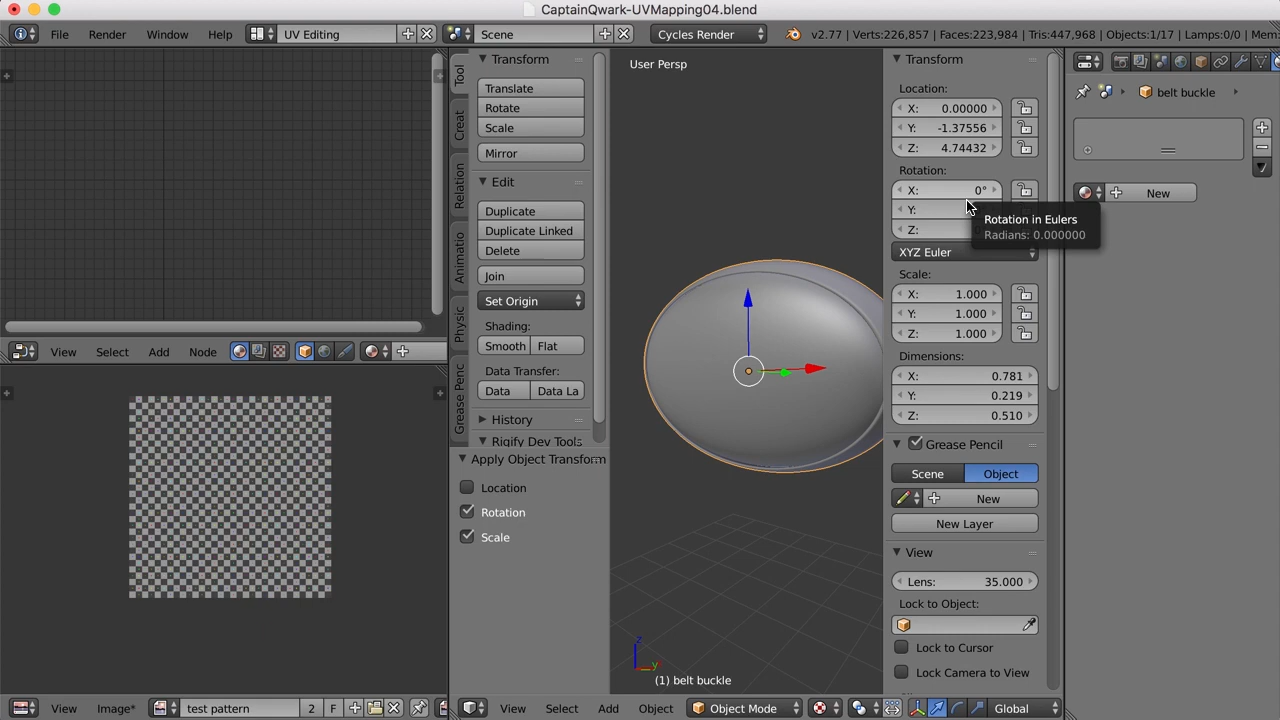 CaptainQwark-UVMapping04.blend
File Render Window Help UV Editing Scene Cycles Render v2.77 | Verts:226,857 | Faces:223,984 | Tris:447,968 | Objects:1/17 | Lamps:0/0 | Mem:
Tool
Creat
Relation
Animatio
Physic
Grease Penc
Transform
Translate
Rotate
Scale
Mirror
Edit
Duplicate
Duplicate Linked
Delete
Join
Set Origin
Shading:
Smooth Flat
Data Transfer:
Data Data La
History
Rigify Dev Tools
Apply Object Transform
Location
Rotation
Scale
User Persp
z
y
(1) belt buckle
Transform
Location:
X: 0.00000
Y: -1.37556
Z: 4.74432
Rotation:
X: 0°
Y:
Z:
Rotation in Eulers
Radians: 0.000000
XYZ Euler
Scale:
X: 1.000
Y: 1.000
Z: 1.000
Dimensions:
X: 0.781
Y: 0.219
Z: 0.510
Grease Pencil
Scene Object
New
New Layer
View
Lens: 35.000
Lock to Object:
Lock to Cursor
Lock Camera to View
belt buckle
New
View Select Add Node
View Image* test pattern 2 F
View Select Add Object Object Mode Global